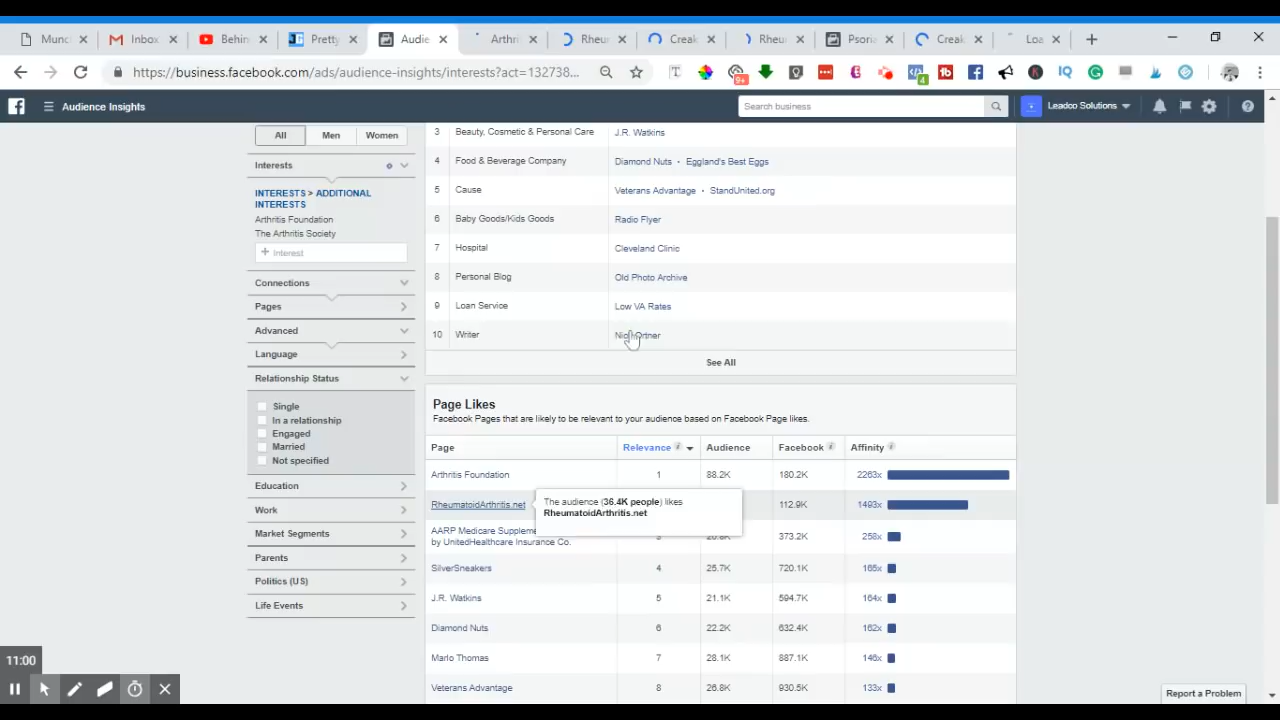 Munc
Inbox
Behin
Pretty
Audie
Arthri
Rheu
Creak
Rheu
Psoria
Creak
Loa
https://business.facebook.com/ads/audience-insights/interests?act=132738...
9+
4
IQ
Audience Insights
Search business
Leadco Solutions
All
Men
Women
Interests
INTERESTS > ADDITIONAL
INTERESTS
Arthritis Foundation
The Arthritis Society
+ Interest
Connections
Pages
Advanced
Language
Relationship Status
Single
In a relationship
Engaged
Married
Not specified
Education
Work
Market Segments
Parents
Politics (US)
Life Events
3 Beauty, Cosmetic & Personal Care J.R. Watkins
4 Food & Beverage Company Diamond Nuts • Eggland's Best Eggs
5 Cause Veterans Advantage • StandUnited.org
6 Baby Goods/Kids Goods Radio Flyer
7 Hospital Cleveland Clinic
8 Personal Blog Old Photo Archive
9 Loan Service Low VA Rates
10 Writer Nick Ortner
See All
Page Likes
Facebook Pages that are likely to be relevant to your audience based on Facebook Page likes.
Page Relevance Audience Facebook Affinity
Arthritis Foundation 1 88.2K 180.2K 2263x
RheumatoidArthritis.net 112.9K 1493x
The audience (36.4K people) likes
RheumatoidArthritis.net
AARP Medicare Suppleme
by UnitedHealthcare Insurance Co. 373.2K 258x
SilverSneakers 4 25.7K 720.1K 165x
J.R. Watkins 5 21.1K 594.7K 164x
Diamond Nuts 6 22.2K 632.4K 162x
Marlo Thomas 7 28.1K 887.1K 146x
Veterans Advantage 8 26.8K 930.5K 133x
11:00
Report a Problem